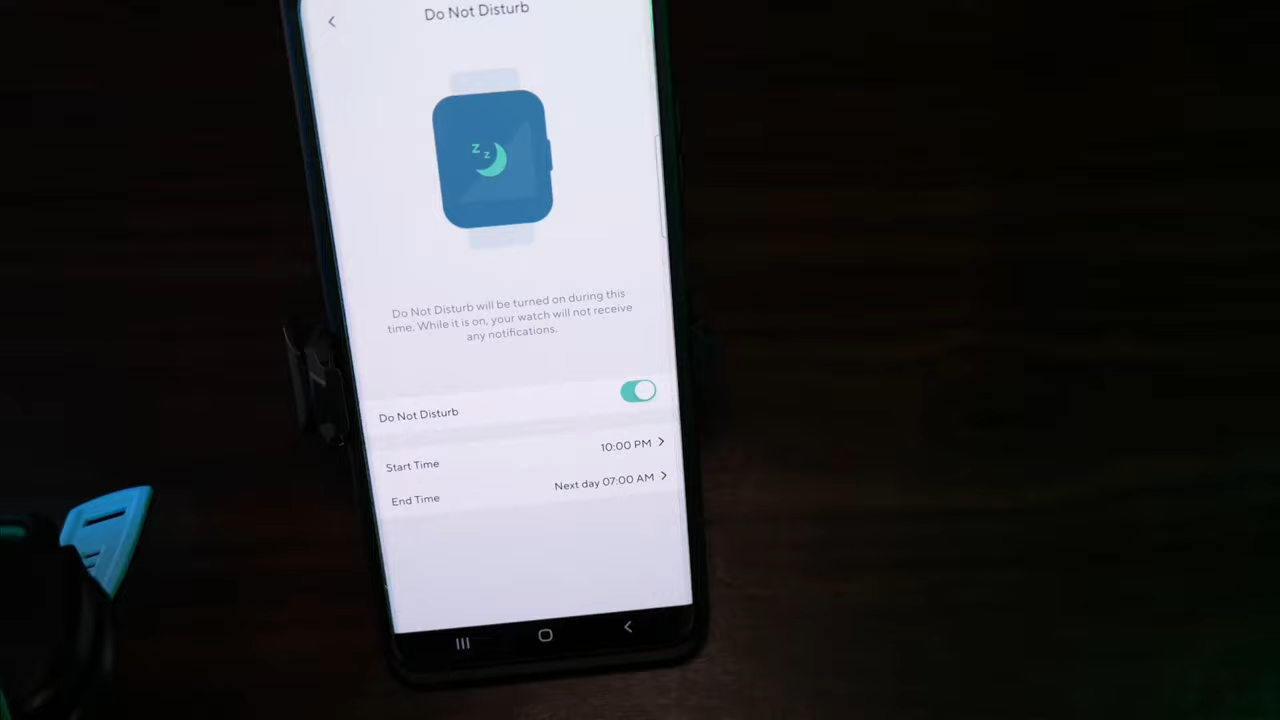 Do Not Disturb
z z
Do Not Disturb will be turned on during this
time. While it is on, your watch will not receive
any notifications.
Do Not Disturb
Start Time 10:00 PM
End Time Next day 07:00 AM